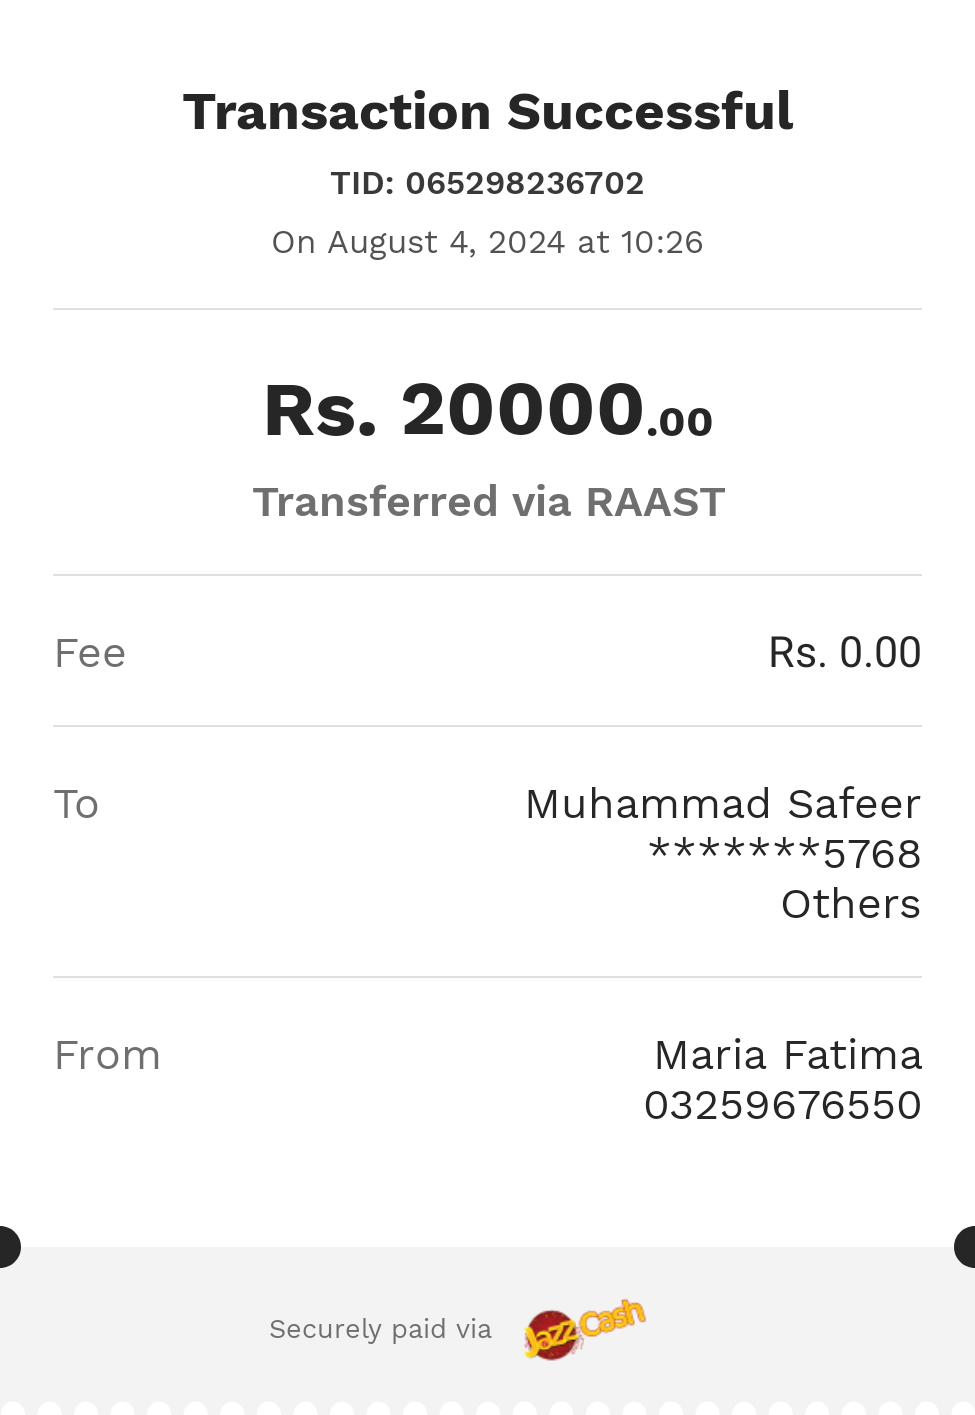 Transaction Successful
TID: 065298236702
On August 4, 2024 at 10:26
Rs. 20000.00
Transferred via RAAST
Fee Rs. 0.00
To Muhammad Safeer
*******5768
Others
From Maria Fatima
03259676550
Securely paid via JazzCash